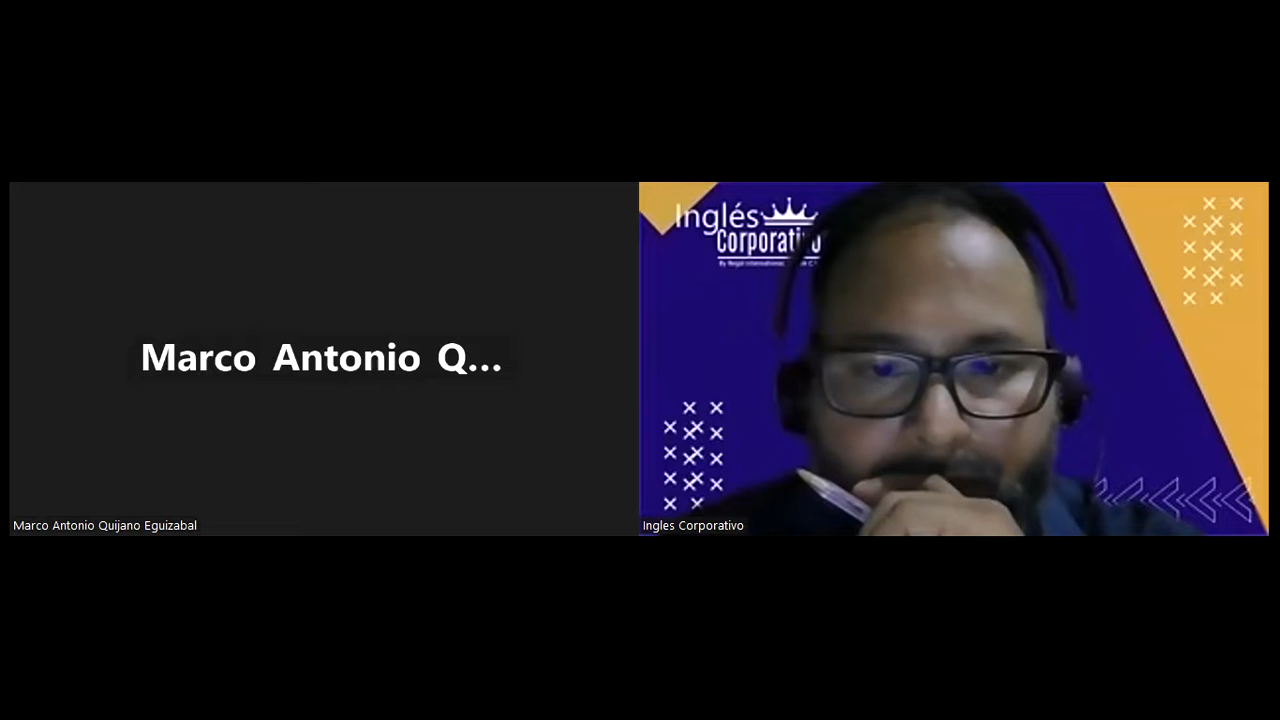 Marco Antonio Q...
Marco Antonio Quijano Eguizabal
Inglés
Corporativo
Ingles Corporativo